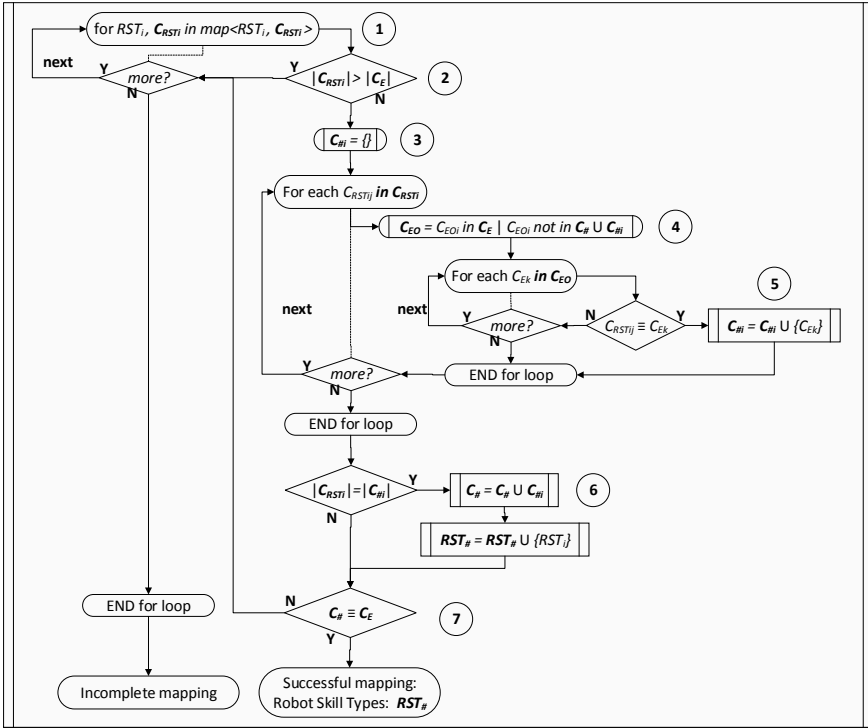 for RSTi, CRSTi in map<RSTi, CRSTi>
1
next
Y
more?
N
Y
|CRSTi|> |CE|
N
2
C#i = {}
3
For each CRSTij in CRSTi
CEO = CEOi in CE | CEOi not in C# U C#i
4
For each CEk in CEO
5
next
next
Y
more?
N
N
CRSTij ≡ CEk
Y
C#i = C#i U {CEk}
Y
more?
N
END for loop
END for loop
|CRSTi|=|C#i|
Y
N
C# = C# U C#i
6
RST# = RST# U {RSTi}
END for loop
N
C# ≡ CE
Y
7
Incomplete mapping
Successful mapping:
Robot Skill Types: RST#